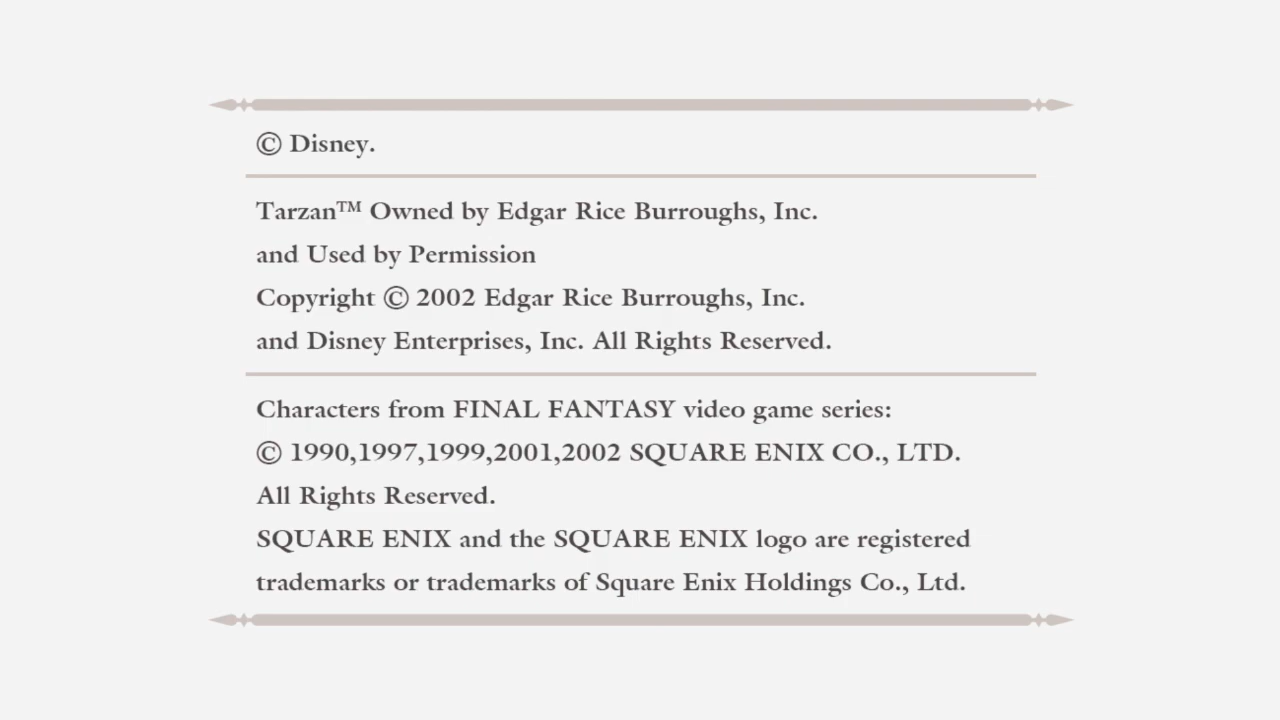 © Disney.
Tarzan™ Owned by Edgar Rice Burroughs, Inc.
and Used by Permission
Copyright © 2002 Edgar Rice Burroughs, Inc.
and Disney Enterprises, Inc. All Rights Reserved.
Characters from FINAL FANTASY video game series:
© 1990,1997,1999,2001,2002 SQUARE ENIX CO., LTD.
All Rights Reserved.
SQUARE ENIX and the SQUARE ENIX logo are registered
trademarks or trademarks of Square Enix Holdings Co., Ltd.